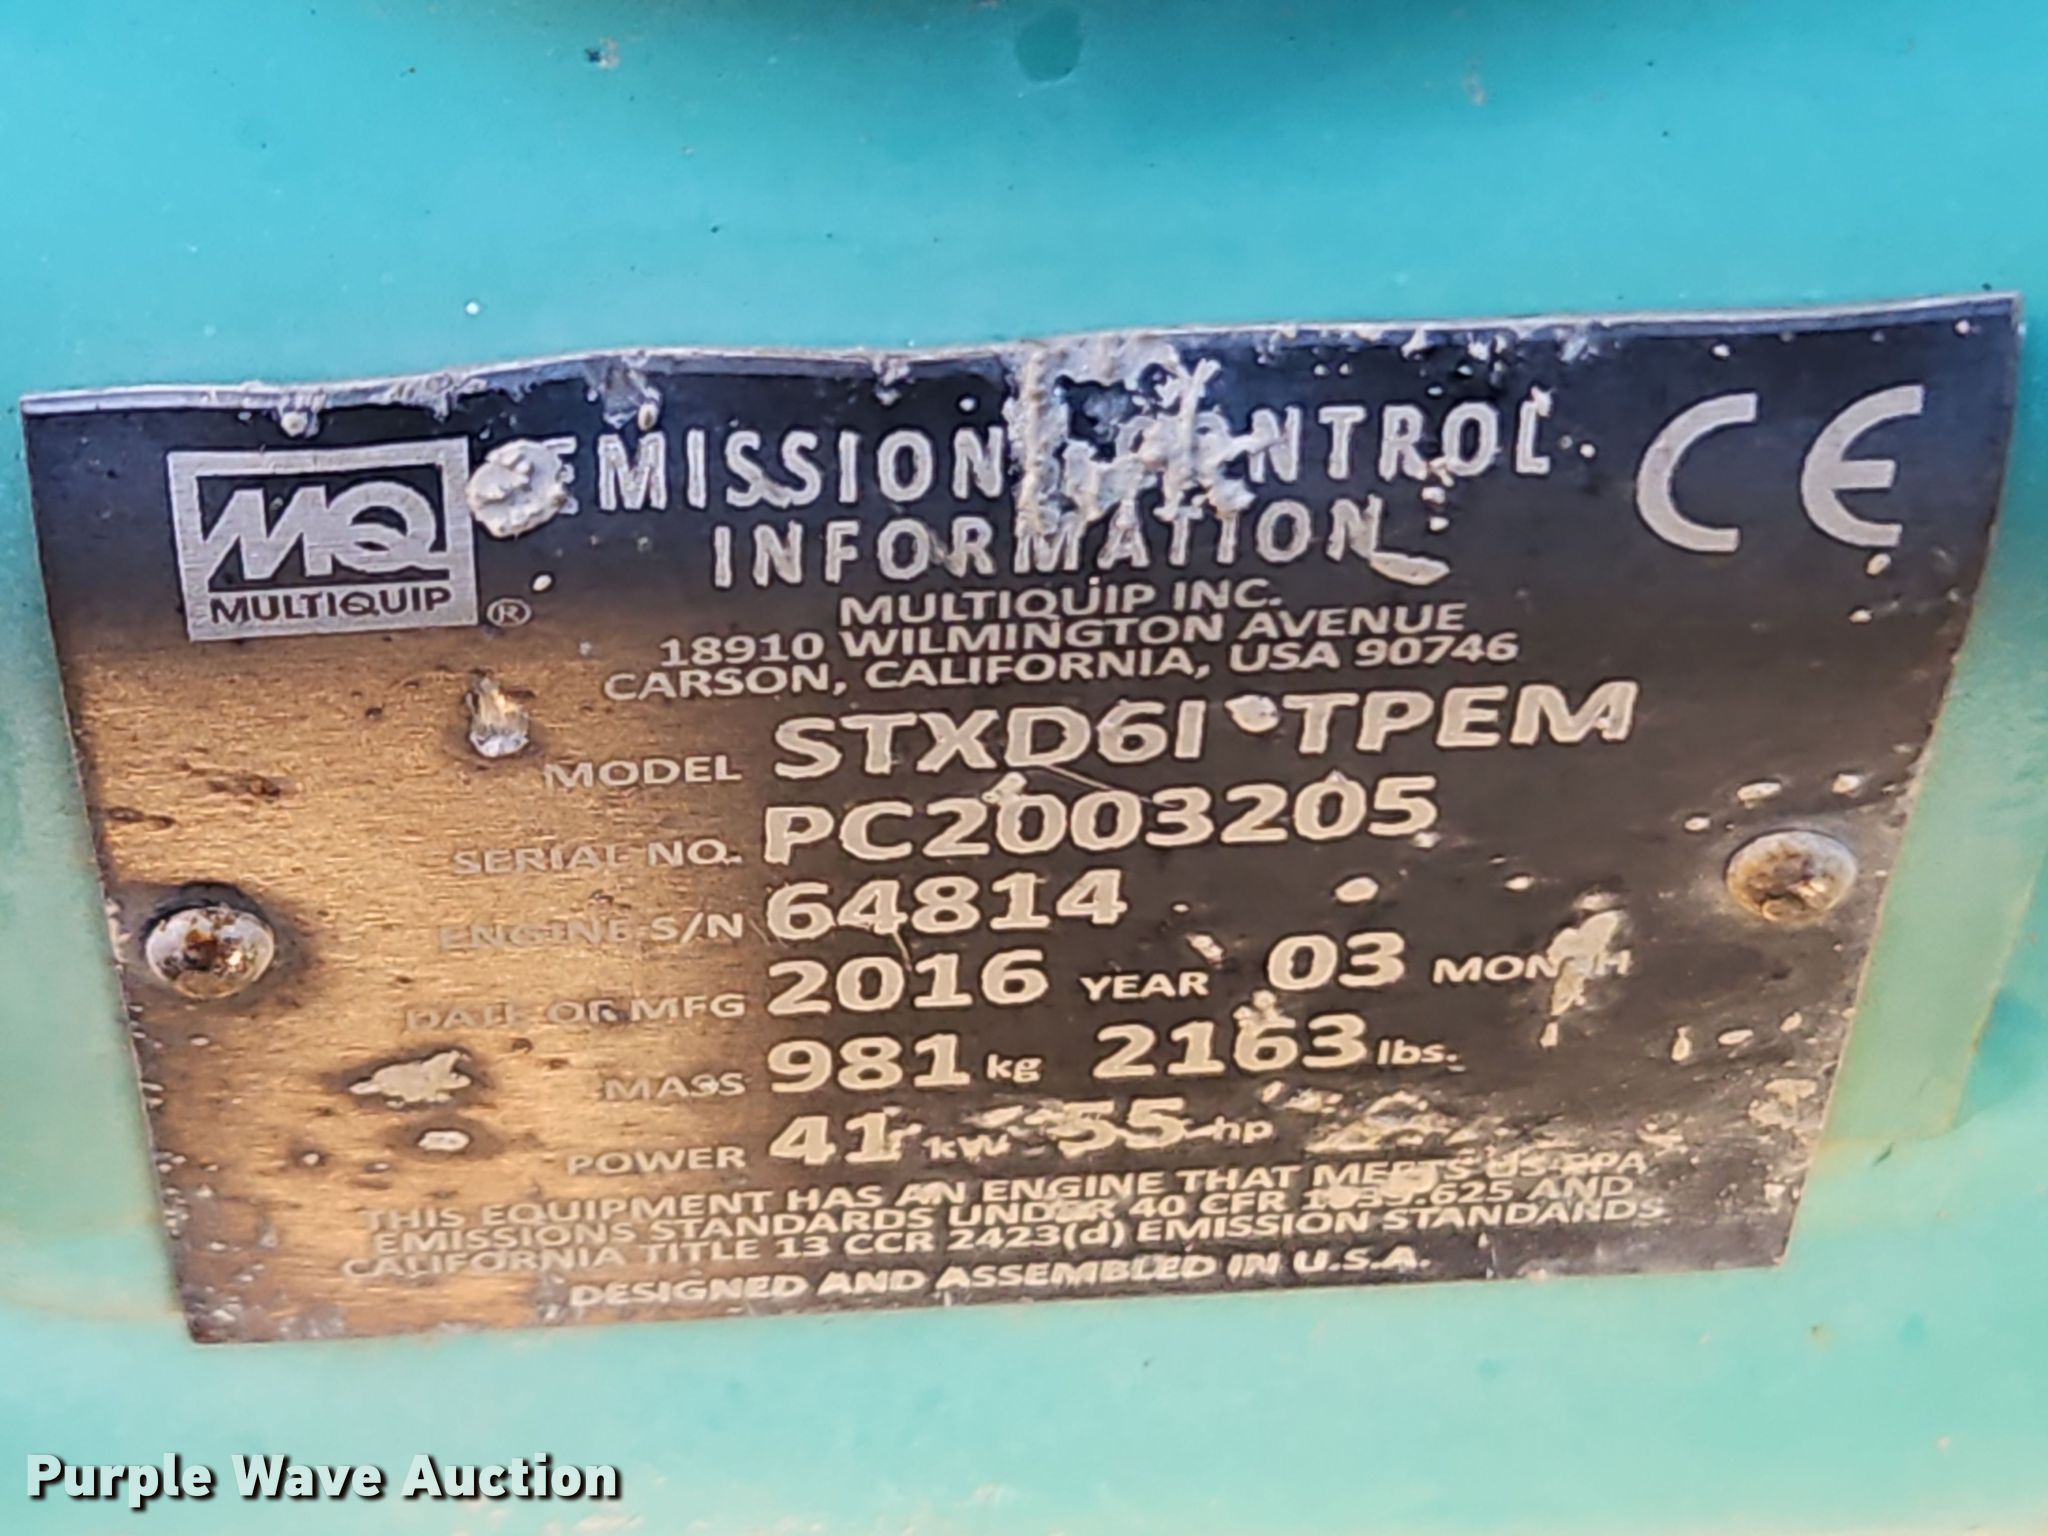 MQ
MULTIQUIP
®
EMISSION CONTROL
INFORMATION
CE
MULTIQUIP INC.
18910 WILMINGTON AVENUE
CARSON, CALIFORNIA, USA 90746
MODEL STXD6I TPEM
SERIAL NO. PC2003205
ENGINE S/N 64814
DATE OF MFG 2016 YEAR 03 MONTH
MASS 981 kg 2163 lbs.
POWER 41 kW 55 hp
THIS EQUIPMENT HAS AN ENGINE THAT MEETS US EPA
EMISSIONS STANDARDS UNDER 40 CFR 1039.625 AND
CALIFORNIA TITLE 13 CCR 2423(d) EMISSION STANDARDS
DESIGNED AND ASSEMBLED IN U.S.A.
Purple Wave Auction